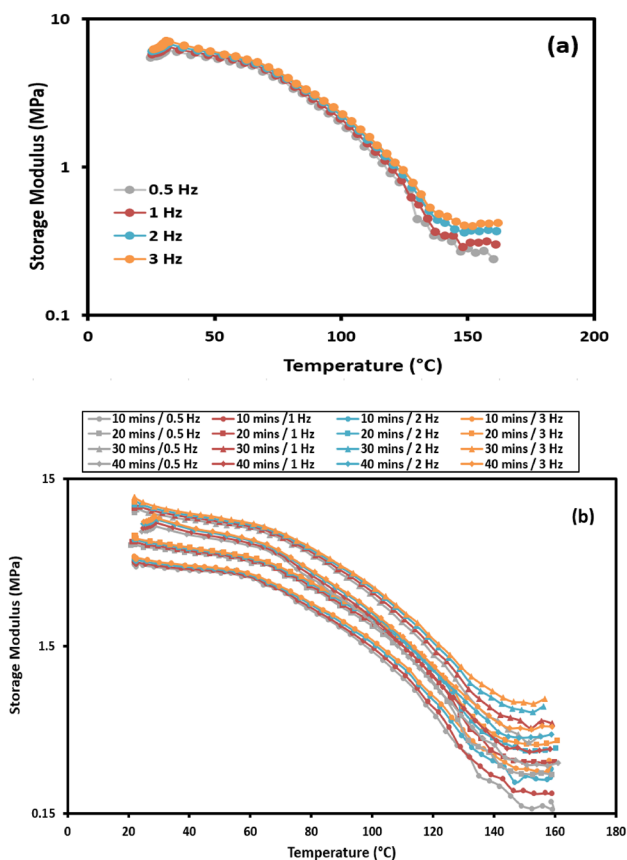 (a)
10
1
0.1
Storage Modulus (MPa)
0.5 Hz
1 Hz
2 Hz
3 Hz
0 50 100 150 200
Temperature (°C)
10 mins / 0.5 Hz 10 mins /1 Hz 10 mins / 2 Hz 10 mins / 3 Hz
20 mins / 0.5 Hz 20 mins / 1 Hz 20 mins / 2 Hz 20 mins / 3 Hz
30 mins /0.5 Hz 30 mins / 1 Hz 30 mins / 2 Hz 30 mins / 3 Hz
40 mins/ 0.5 Hz 40 mins / 1 Hz 40 mins / 2 Hz 40 mins / 3 Hz
(b)
15
1.5
0.15
Storage Modulus (MPa)
0 20 40 60 80 100 120 140 160 180
Temperature (°C)